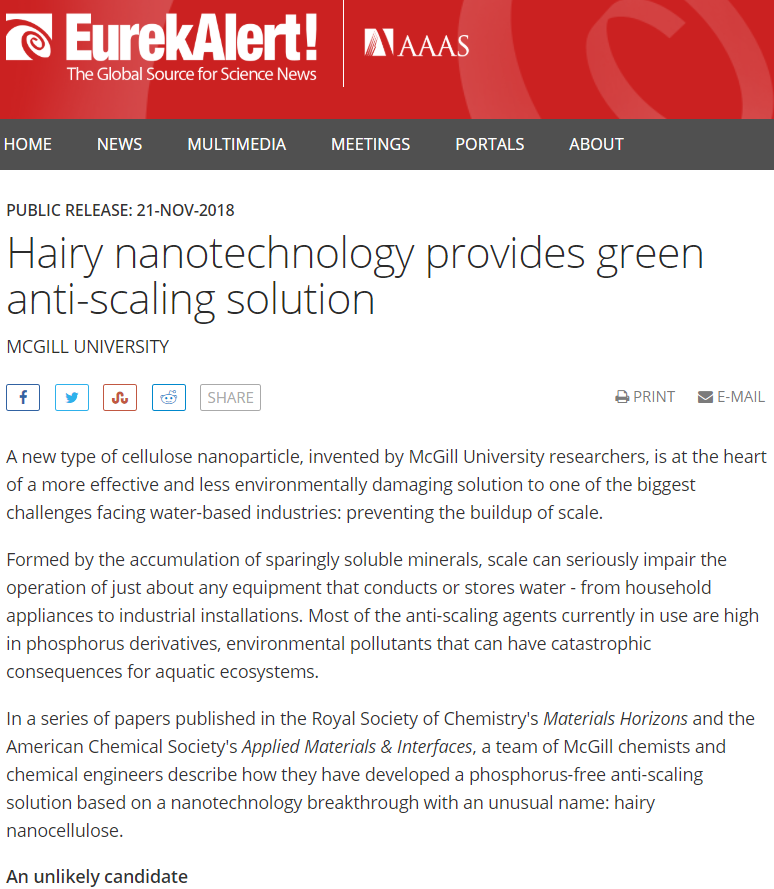 EurekAlert!
The Global Source for Science News
AAAS
HOME NEWS MULTIMEDIA MEETINGS PORTALS ABOUT
PUBLIC RELEASE: 21-NOV-2018
Hairy nanotechnology provides green
anti-scaling solution
MCGILL UNIVERSITY
SHARE PRINT E-MAIL
A new type of cellulose nanoparticle, invented by McGill University researchers, is at the heart
of a more effective and less environmentally damaging solution to one of the biggest
challenges facing water-based industries: preventing the buildup of scale.
Formed by the accumulation of sparingly soluble minerals, scale can seriously impair the
operation of just about any equipment that conducts or stores water - from household
appliances to industrial installations. Most of the anti-scaling agents currently in use are high
in phosphorus derivatives, environmental pollutants that can have catastrophic
consequences for aquatic ecosystems.
In a series of papers published in the Royal Society of Chemistry's Materials Horizons and the
American Chemical Society's Applied Materials & Interfaces, a team of McGill chemists and
chemical engineers describe how they have developed a phosphorus-free anti-scaling
solution based on a nanotechnology breakthrough with an unusual name: hairy
nanocellulose.
An unlikely candidate